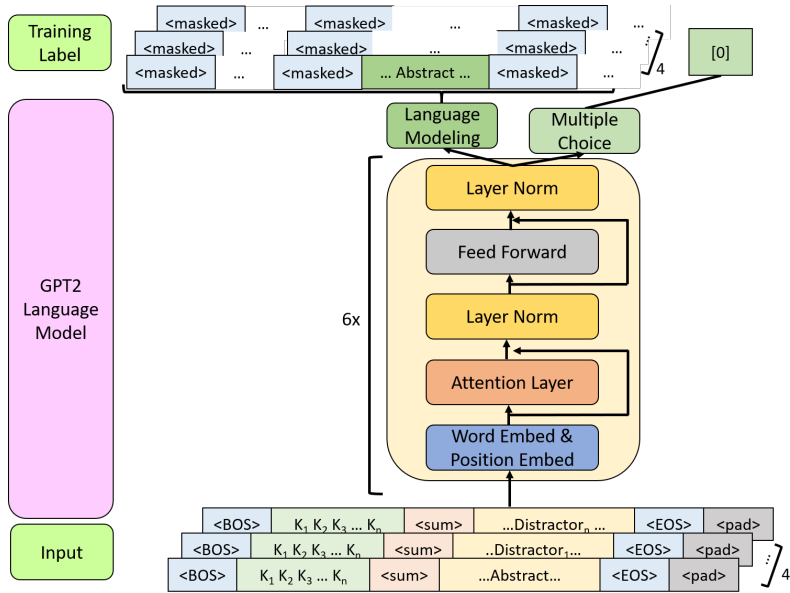 Training
Label
<masked> ... <masked> ... <masked> ...
<masked> ... <masked> ... <masked> ...
<masked> ... <masked> ... Abstract ... <masked> ...
... 4
[0]
Language
Modeling
Multiple
Choice
Layer Norm
Feed Forward
Layer Norm
Attention Layer
Word Embed &
Position Embed
6x
GPT2
Language
Model
Input
<BOS> K1 K2 K3 ... Kn <sum> ...Distractorn ... <EOS> <pad>
<BOS> K1 K2 K3 ... Kn <sum> ..Distractor1... <EOS> <pad>
<BOS> K1 K2 K3 ... Kn <sum> ...Abstract... <EOS> <pad>
... 4